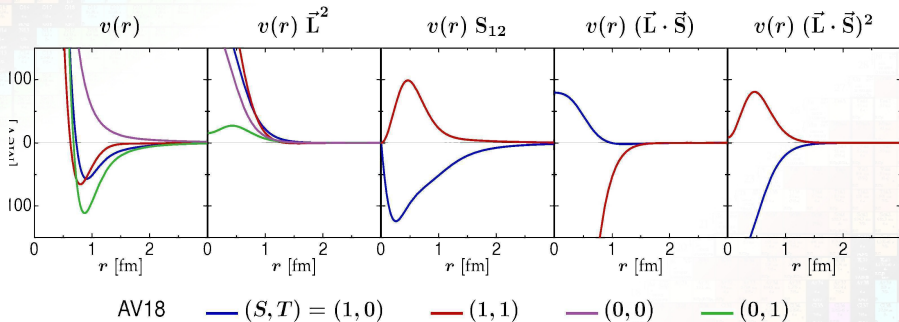 v(r) v(r) L⃗² v(r) S₁₂ v(r) (L⃗ · S⃗) v(r) (L⃗ · S⃗)²
100
0
100
[MeV]
0 1 2 0 1 2 0 1 2 0 1 2 0 1 2
r [fm] r [fm] r [fm] r [fm] r [fm]
AV18 (S, T) = (1, 0) (1, 1) (0, 0) (0, 1)